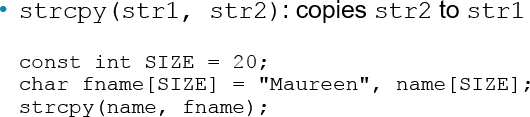 • strcpy(str1, str2): copies str2 to str1
const int SIZE = 20;
char fname[SIZE] = "Maureen", name[SIZE];
strcpy(name, fname);